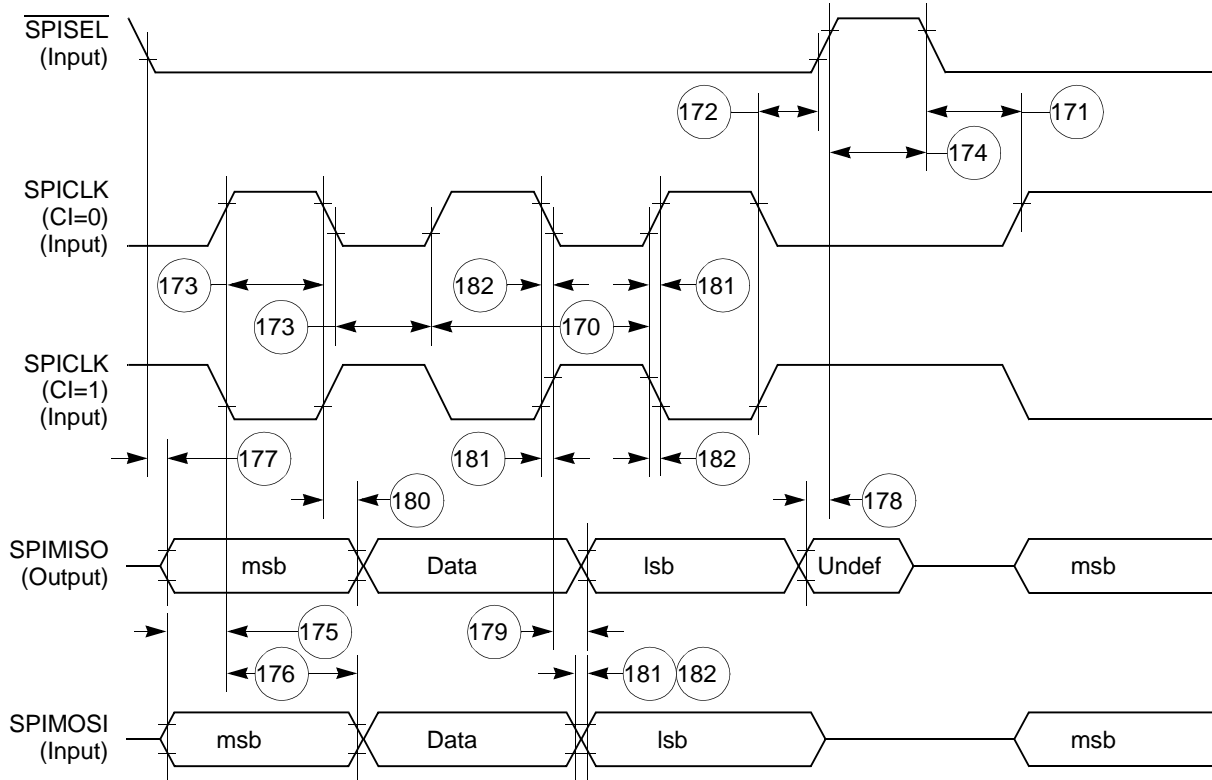 SPISEL
(Input)
172
171
174
SPICLK
(CI=0)
(Input)
173
182
181
173
170
SPICLK
(CI=1)
(Input)
177
181
182
180
178
SPIMISO
(Output)
msb
Data
lsb
Undef
msb
175
179
176
181
182
SPIMOSI
(Input)
msb
Data
lsb
msb